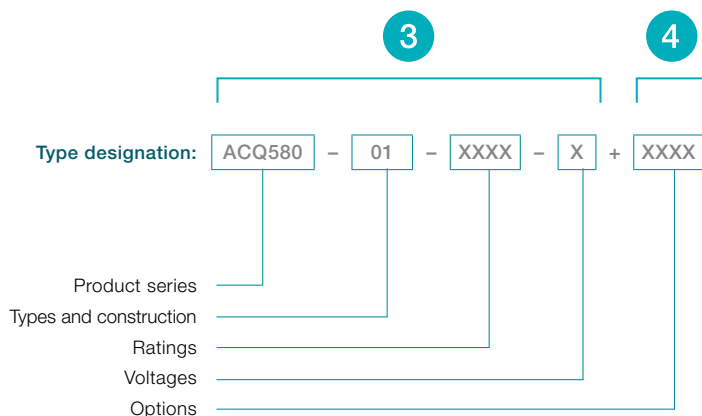 3 4
Type designation: ACQ580 – 01 – XXXX – X + XXXX
Product series
Types and construction
Ratings
Voltages
Options